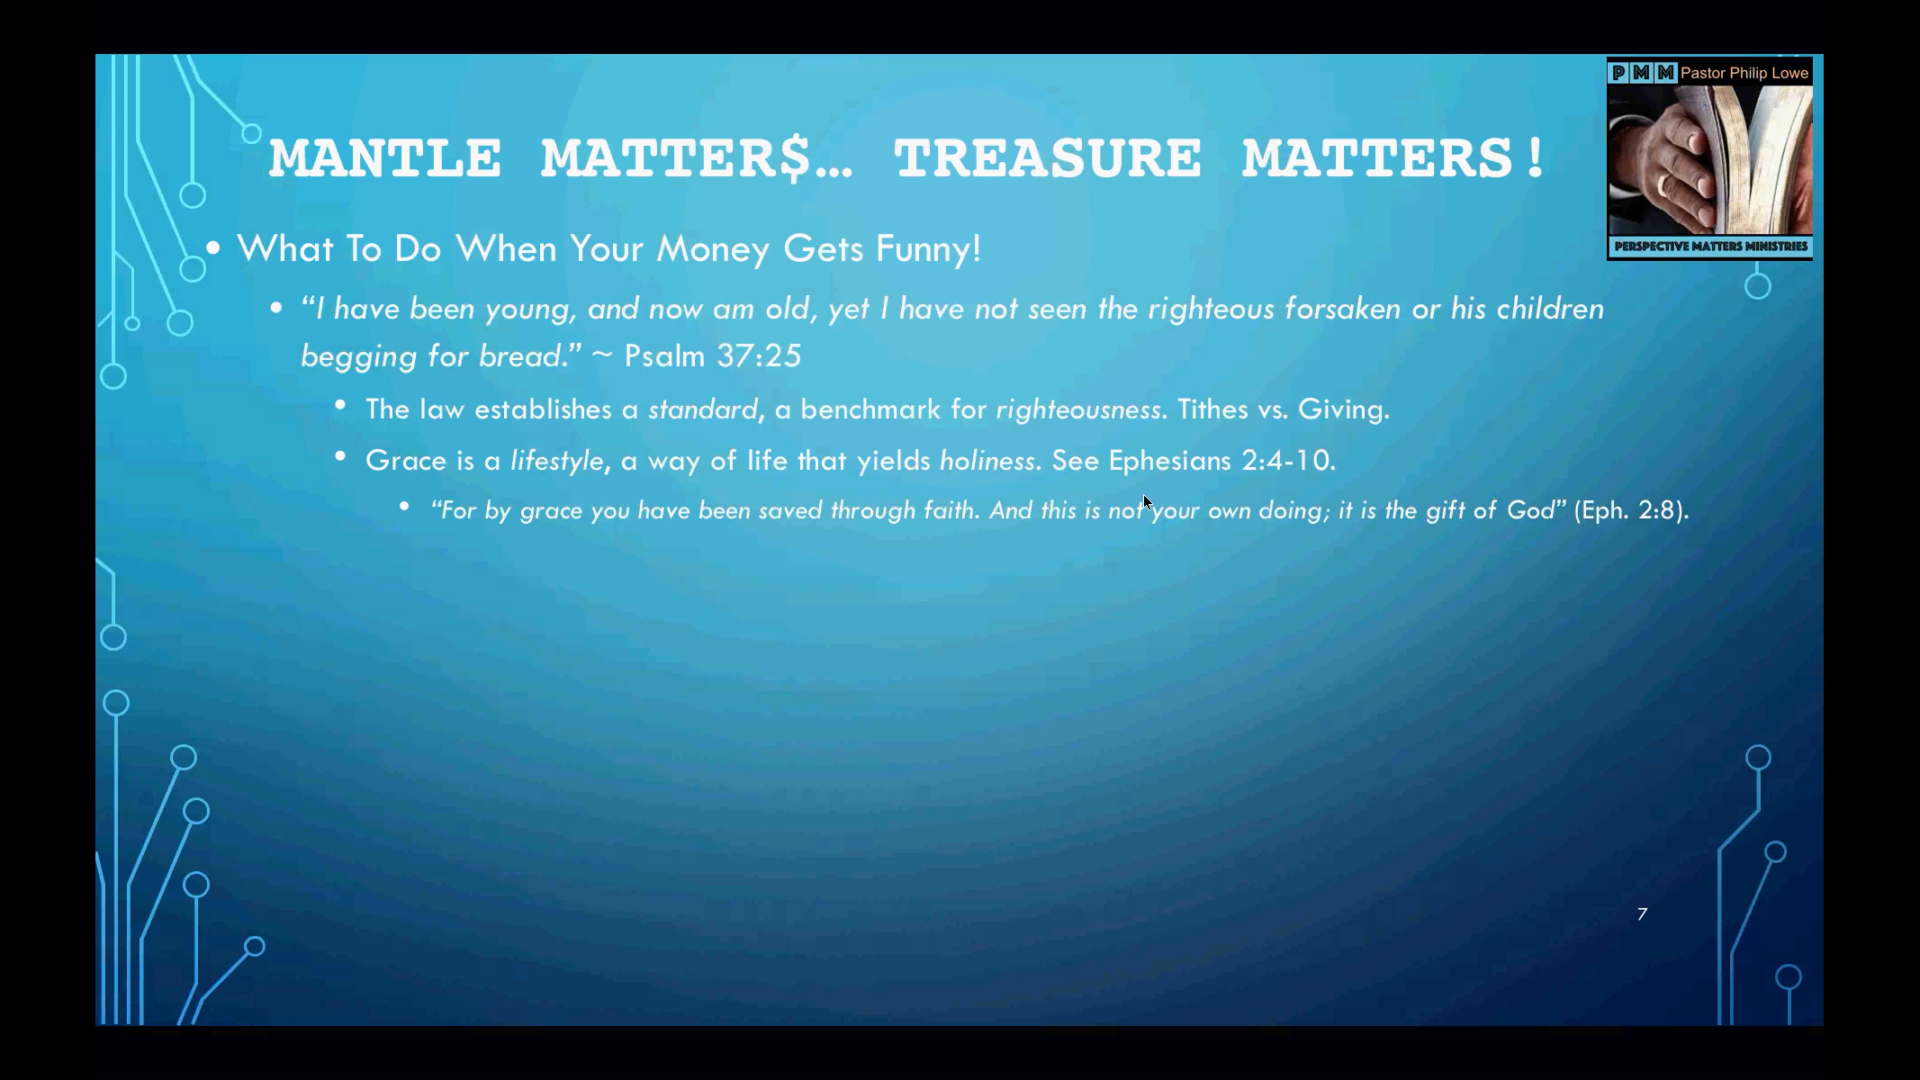 P M M Pastor Philip Lowe
MANTLE MATTER$... TREASURE MATTERS!
PERSPECTIVE MATTERS MINISTRIES
• What To Do When Your Money Gets Funny!
• “I have been young, and now am old, yet I have not seen the righteous forsaken or his children
begging for bread.” ~ Psalm 37:25
• The law establishes a standard, a benchmark for righteousness. Tithes vs. Giving.
• Grace is a lifestyle, a way of life that yields holiness. See Ephesians 2:4-10.
• “For by grace you have been saved through faith. And this is not your own doing; it is the gift of God” (Eph. 2:8).
7